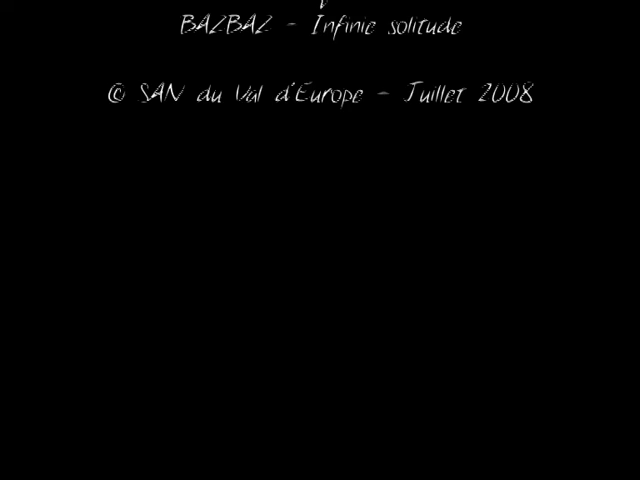 BAZBAZ - Infinie solitude
© SAN du Val d'Europe - Juillet 2008